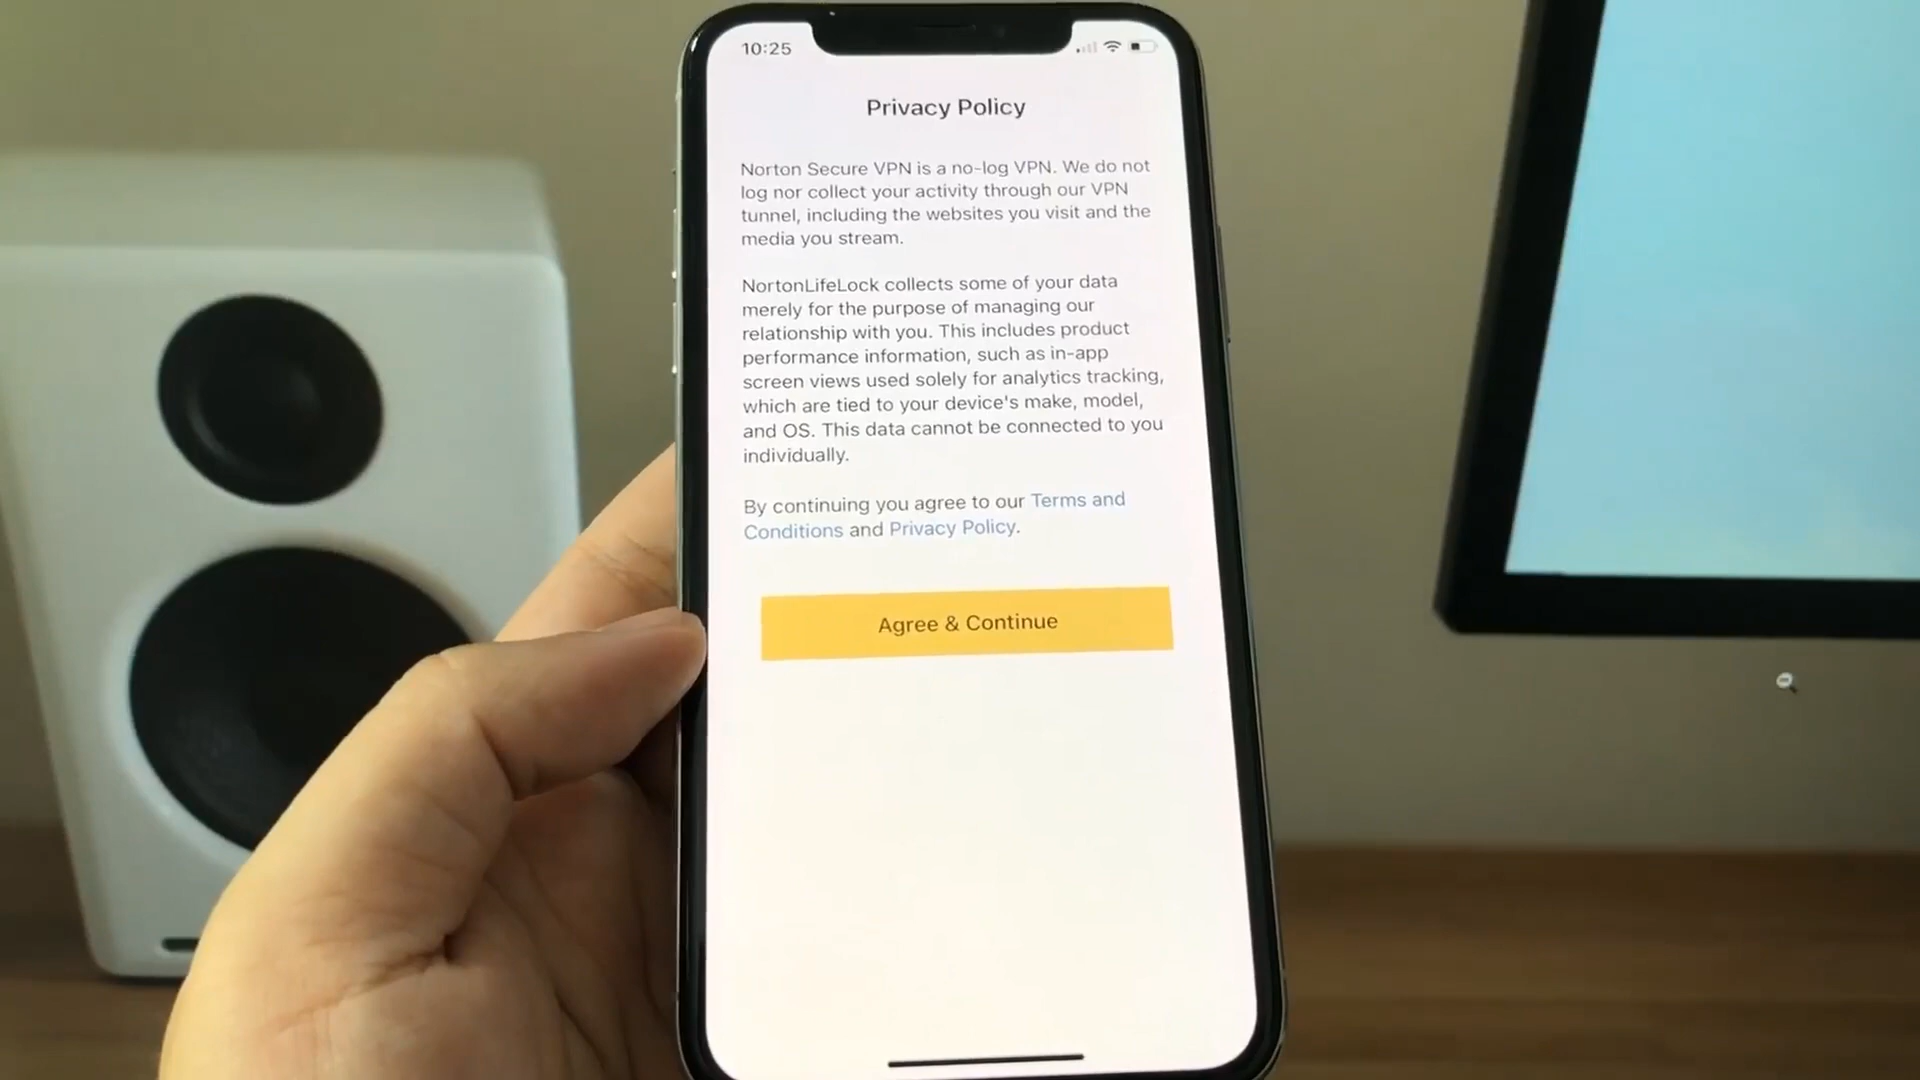 10:25
Privacy Policy
Norton Secure VPN is a no-log VPN. We do not
log nor collect your activity through our VPN
tunnel, including the websites you visit and the
media you stream.
NortonLifeLock collects some of your data
merely for the purpose of managing our
relationship with you. This includes product
performance information, such as in-app
screen views used solely for analytics tracking,
which are tied to your device's make, model,
and OS. This data cannot be connected to you
individually.
By continuing you agree to our Terms and
Conditions and Privacy Policy.
Agree & Continue